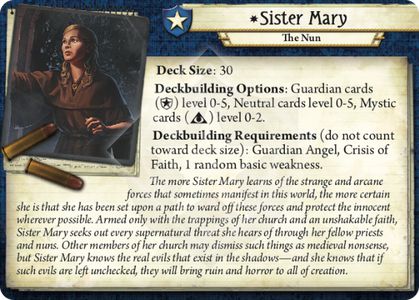 *Sister Mary
The Nun
Deck Size: 30
Deckbuilding Options: Guardian cards
() level 0-5, Neutral cards level 0-5, Mystic
cards () level 0-2.
Deckbuilding Requirements (do not count
toward deck size): Guardian Angel, Crisis of
Faith, 1 random basic weakness.
The more Sister Mary learns of the strange and arcane
forces that sometimes manifest in this world, the more certain
she is that she has been set upon a path to ward off these forces and protect the innocent
wherever possible. Armed only with the trappings of her church and an unshakable faith,
Sister Mary seeks out every supernatural threat she hears of through her fellow priests
and nuns. Other members of her church may dismiss such things as medieval nonsense,
but Sister Mary knows the real evils that exist in the shadows—and she knows that if
such evils are left unchecked, they will bring ruin and horror to all of creation.